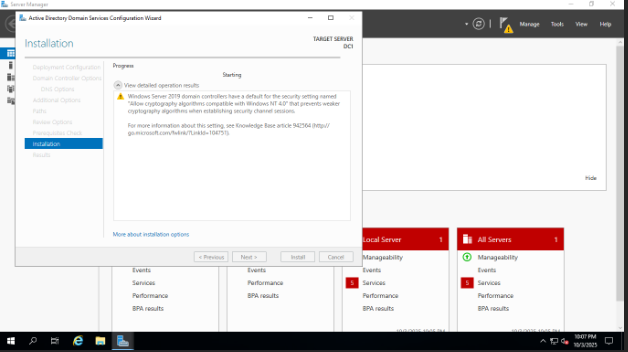 Server Manager
Manage Tools View Help
Active Directory Domain Services Configuration Wizard
Installation
TARGET SERVER
DC1
Deployment Configuration
Domain Controller Options
DNS Options
Additional Options
Paths
Review Options
Prerequisites Check
Installation
Results
Progress
Starting
View detailed operation results
Windows Server 2019 domain controllers have a default for the security setting named
"Allow cryptography algorithms compatible with Windows NT 4.0" that prevents weaker
cryptography algorithms when establishing security channel sessions.
For more information about this setting, see Knowledge Base article 942564 (http://
go.microsoft.com/fwlink/?LinkId=104751).
More about installation options
< Previous Next > Install Cancel
Hide
Local Server 1
Manageability
Events
5 Services
Performance
BPA results
All Servers 1
Manageability
Events
5 Services
Performance
BPA results
Events
Services
Performance
BPA results
Events
Services
Performance
BPA results
10:07 PM
10/3/2025